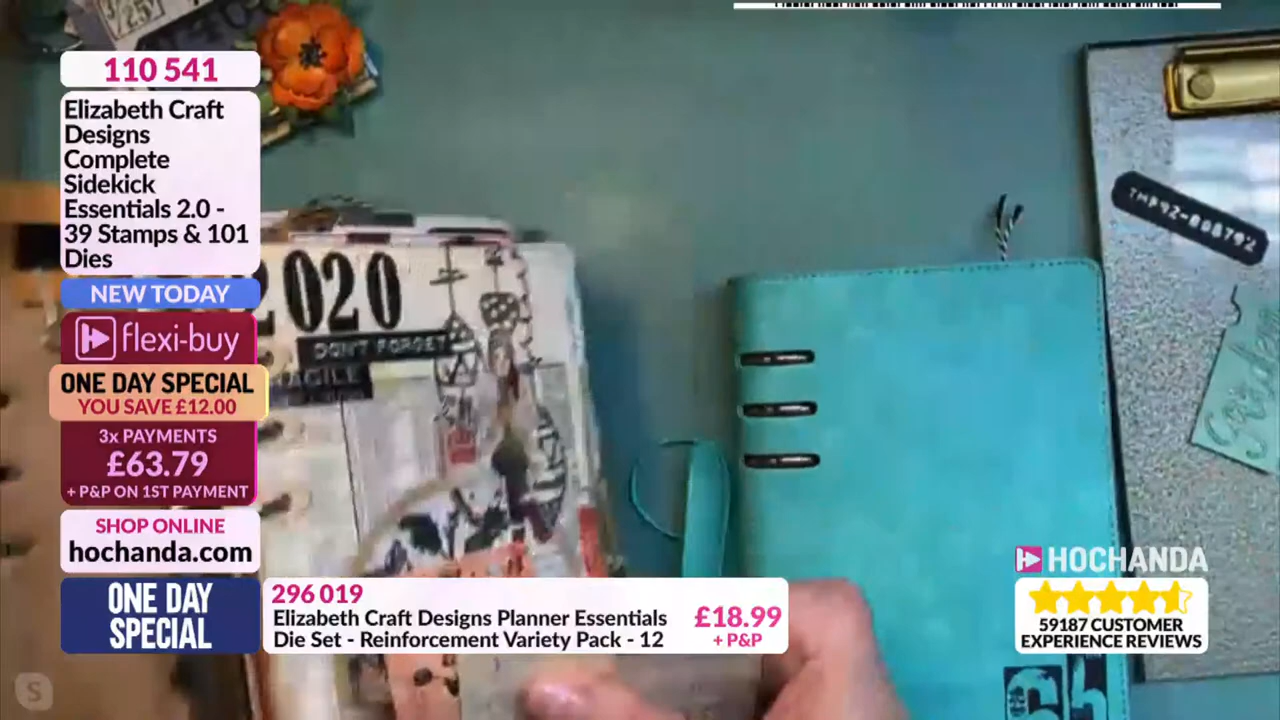 110 541
Elizabeth Craft
Designs
Complete
Sidekick
Essentials 2.0 -
39 Stamps & 101
Dies
NEW TODAY
flexi-buy
ONE DAY SPECIAL
YOU SAVE £12.00
3x PAYMENTS
£63.79
+ P&P ON 1ST PAYMENT
SHOP ONLINE
hochanda.com
ONE DAY
SPECIAL
296 019
Elizabeth Craft Designs Planner Essentials
Die Set - Reinforcement Variety Pack - 12
£18.99
+ P&P
HOCHANDA
59187 CUSTOMER
EXPERIENCE REVIEWS
2020
DON'T FORGET
S